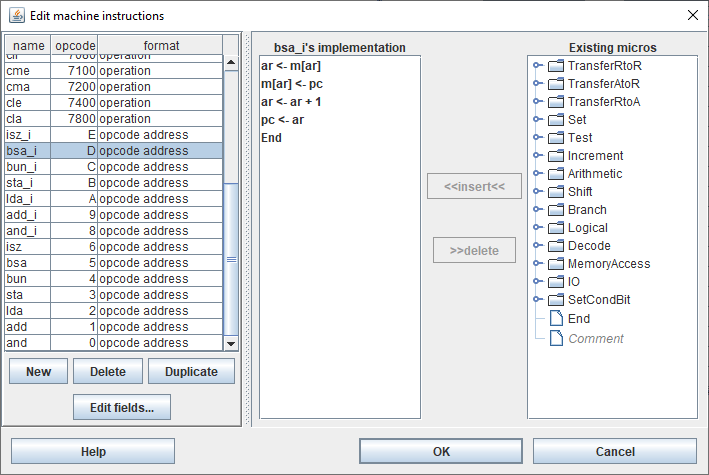 Edit machine instructions
name opcode format
clr 7080 operation
cme 7100 operation
cma 7200 operation
cle 7400 operation
cla 7800 operation
isz_i E opcode address
bsa_i D opcode address
bun_i C opcode address
sta_i B opcode address
lda_i A opcode address
add_i 9 opcode address
and_i 8 opcode address
isz 6 opcode address
bsa 5 opcode address
bun 4 opcode address
sta 3 opcode address
lda 2 opcode address
add 1 opcode address
and 0 opcode address
New Delete Duplicate
Edit fields...
bsa_i's implementation
ar <- m[ar]
m[ar] <- pc
ar <- ar + 1
pc <- ar
End
<<insert<<
>>delete
Existing micros
TransferRtoR
TransferAtoR
TransferRtoA
Set
Test
Increment
Arithmetic
Shift
Branch
Logical
Decode
MemoryAccess
IO
SetCondBit
End
Comment
Help OK Cancel